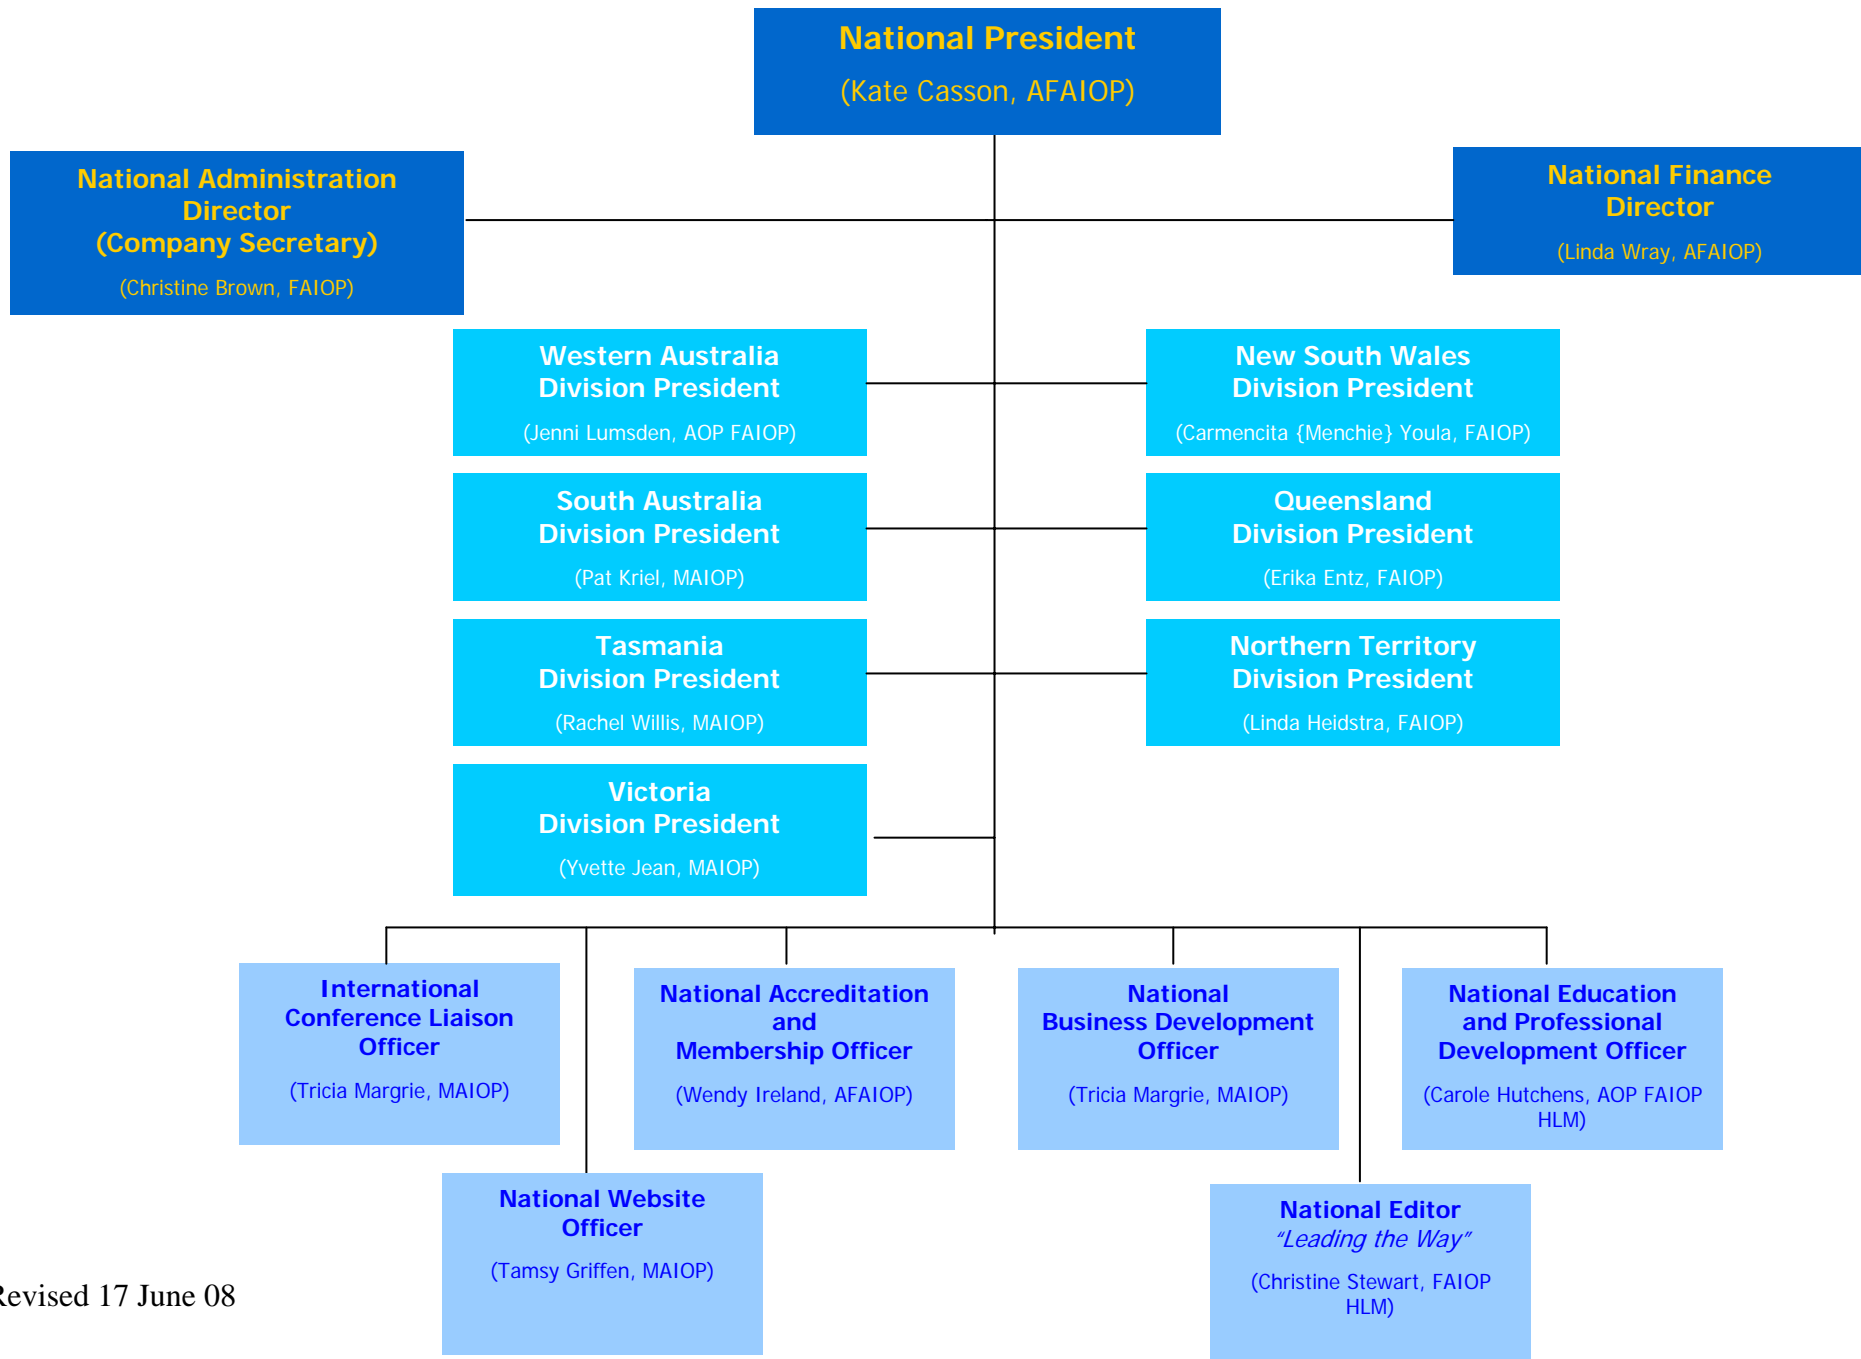 National President
(Kate Casson, AFAIOP)
National Administration
Director
(Company Secretary)
(Christine Brown, FAIOP)
National Finance
Director
(Linda Wray, AFAIOP)
Western Australia
Division President
(Jenni Lumsden, AOP FAIOP)
New South Wales
Division President
(Carmencita {Menchie} Youla, FAIOP)
South Australia
Division President
(Pat Kriel, MAIOP)
Queensland
Division President
(Erika Entz, FAIOP)
Tasmania
Division President
(Rachel Willis, MAIOP)
Northern Territory
Division President
(Linda Heidstra, FAIOP)
Victoria
Division President
(Yvette Jean, MAIOP)
International
Conference Liaison
Officer
(Tricia Margrie, MAIOP)
National Accreditation
and
Membership Officer
(Wendy Ireland, AFAIOP)
National
Business Development
Officer
(Tricia Margrie, MAIOP)
National Education
and Professional
Development Officer
(Carole Hutchens, AOP FAIOP
HLM)
National Website
Officer
(Tamsy Griffen, MAIOP)
National Editor
“Leading the Way”
(Christine Stewart, FAIOP
HLM)
Revised 17 June 08